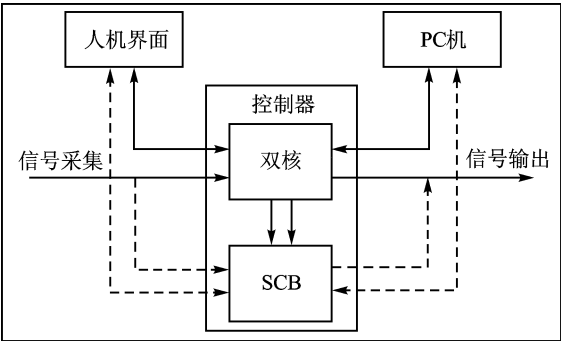 人机界面
PC机
控制器
信号采集
双核
信号输出
SCB